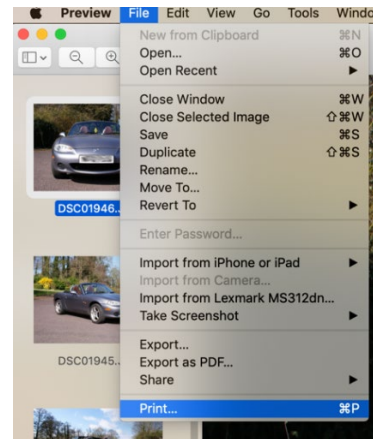 Preview File Edit View Go Tools
New from Clipboard ⌘N
Open... ⌘O
Open Recent ▶
Close Window ⌘W
Close Selected Image ⇧⌘W
Save ⌘S
Duplicate ⇧⌘S
Rename...
Move To...
Revert To ▶
Enter Password...
Import from iPhone or iPad ▶
Import from Camera...
Import from Lexmark MS312dn...
Take Screenshot ▶
Export...
Export as PDF...
Share ▶
Print... ⌘P
DSC01946..
DSC01945..